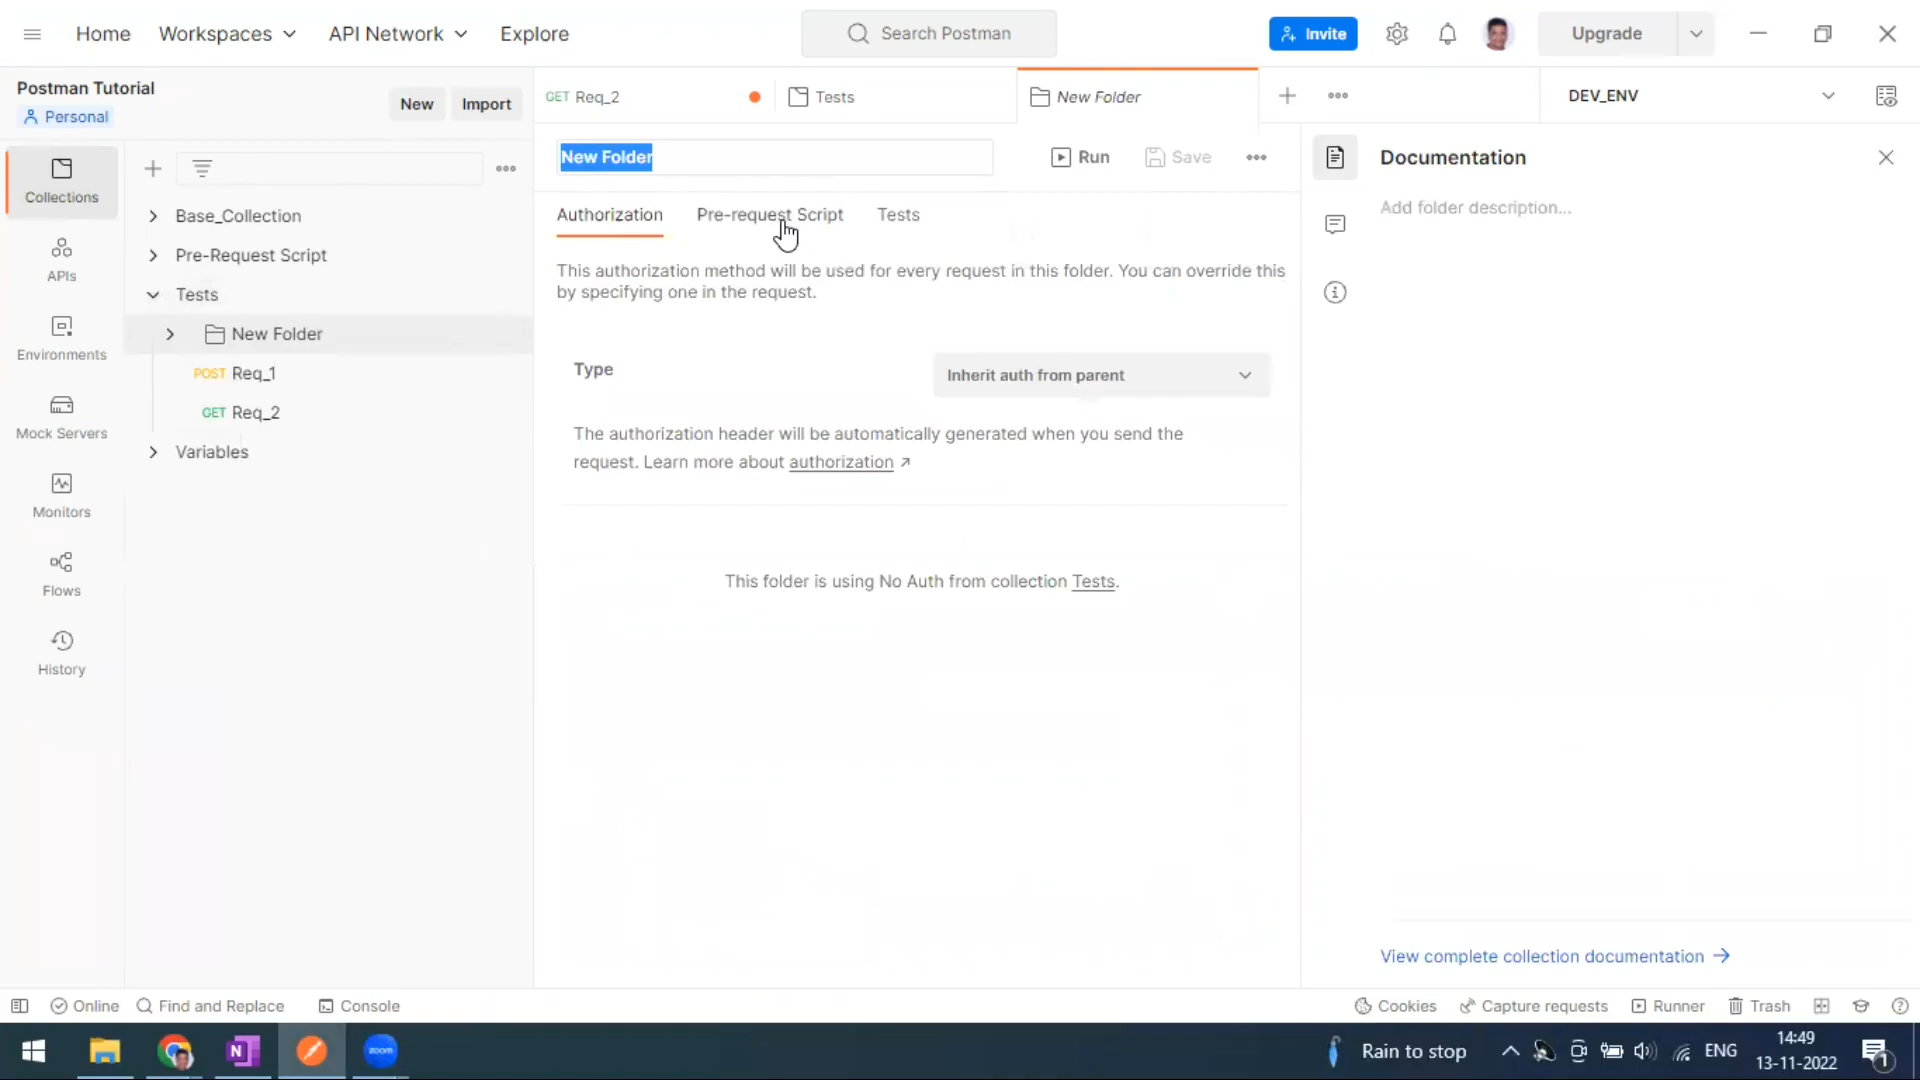 Home
Workspaces
API Network
Explore
Search Postman
Invite
Upgrade
Postman Tutorial
Personal
New
Import
GET Req_2
Tests
New Folder
DEV_ENV
Collections
APIs
Environments
Mock Servers
Monitors
Flows
History
Base_Collection
Pre-Request Script
Tests
New Folder
POST Req_1
GET Req_2
Variables
New Folder
Run
Save
Authorization
Pre-request Script
Tests
This authorization method will be used for every request in this folder. You can override this
by specifying one in the request.
Type
Inherit auth from parent
The authorization header will be automatically generated when you send the
request. Learn more about authorization ↗
This folder is using No Auth from collection Tests.
Documentation
Add folder description...
View complete collection documentation →
Online
Find and Replace
Console
Cookies
Capture requests
Runner
Trash
N
zoom
Rain to stop
ENG
14:49
13-11-2022
1